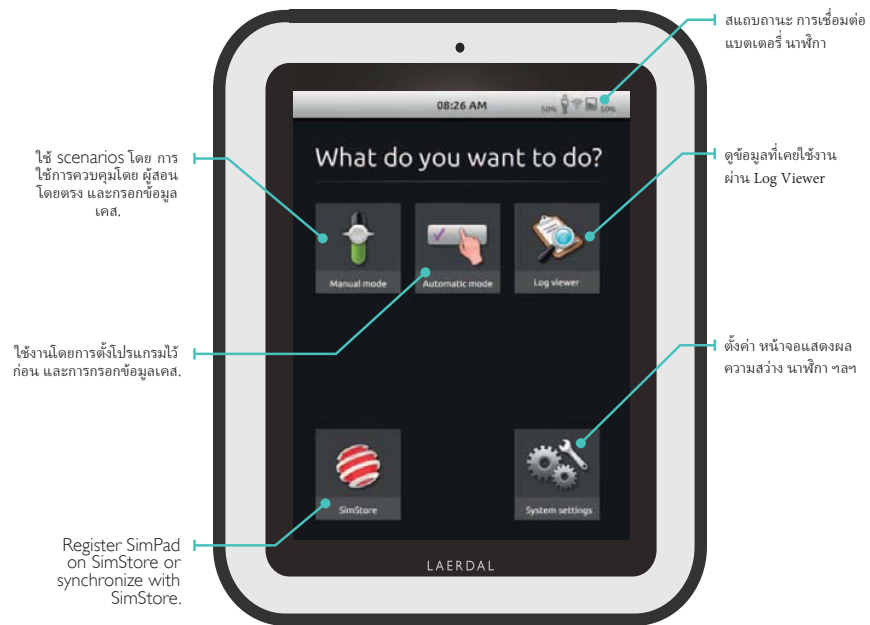 สแถบถานะ การเชื่อมต่อ
แบตเตอรี่ นาฬิกา
08:26 AM
50%
50%
What do you want to do?
ใช้ scenarios โดย การ
ใช้การควบคุมโดย ผู้สอน
โดยตรง และกรอกข้อมูล
เคส.
ดูข้อมูลที่เคยใช้งาน
ผ่าน Log Viewer
Manual mode
Automatic mode
Log viewer
ใช้งานโดยการตั้งโปรแกรมไว้
ก่อน และการกรอกข้อมูลเคส.
ตั้งค่า หน้าจอแสดงผล
ความสว่าง นาฬิกา ฯลฯ
SimStore
System settings
Register SimPad
on SimStore or
synchronize with
SimStore.
LAERDAL